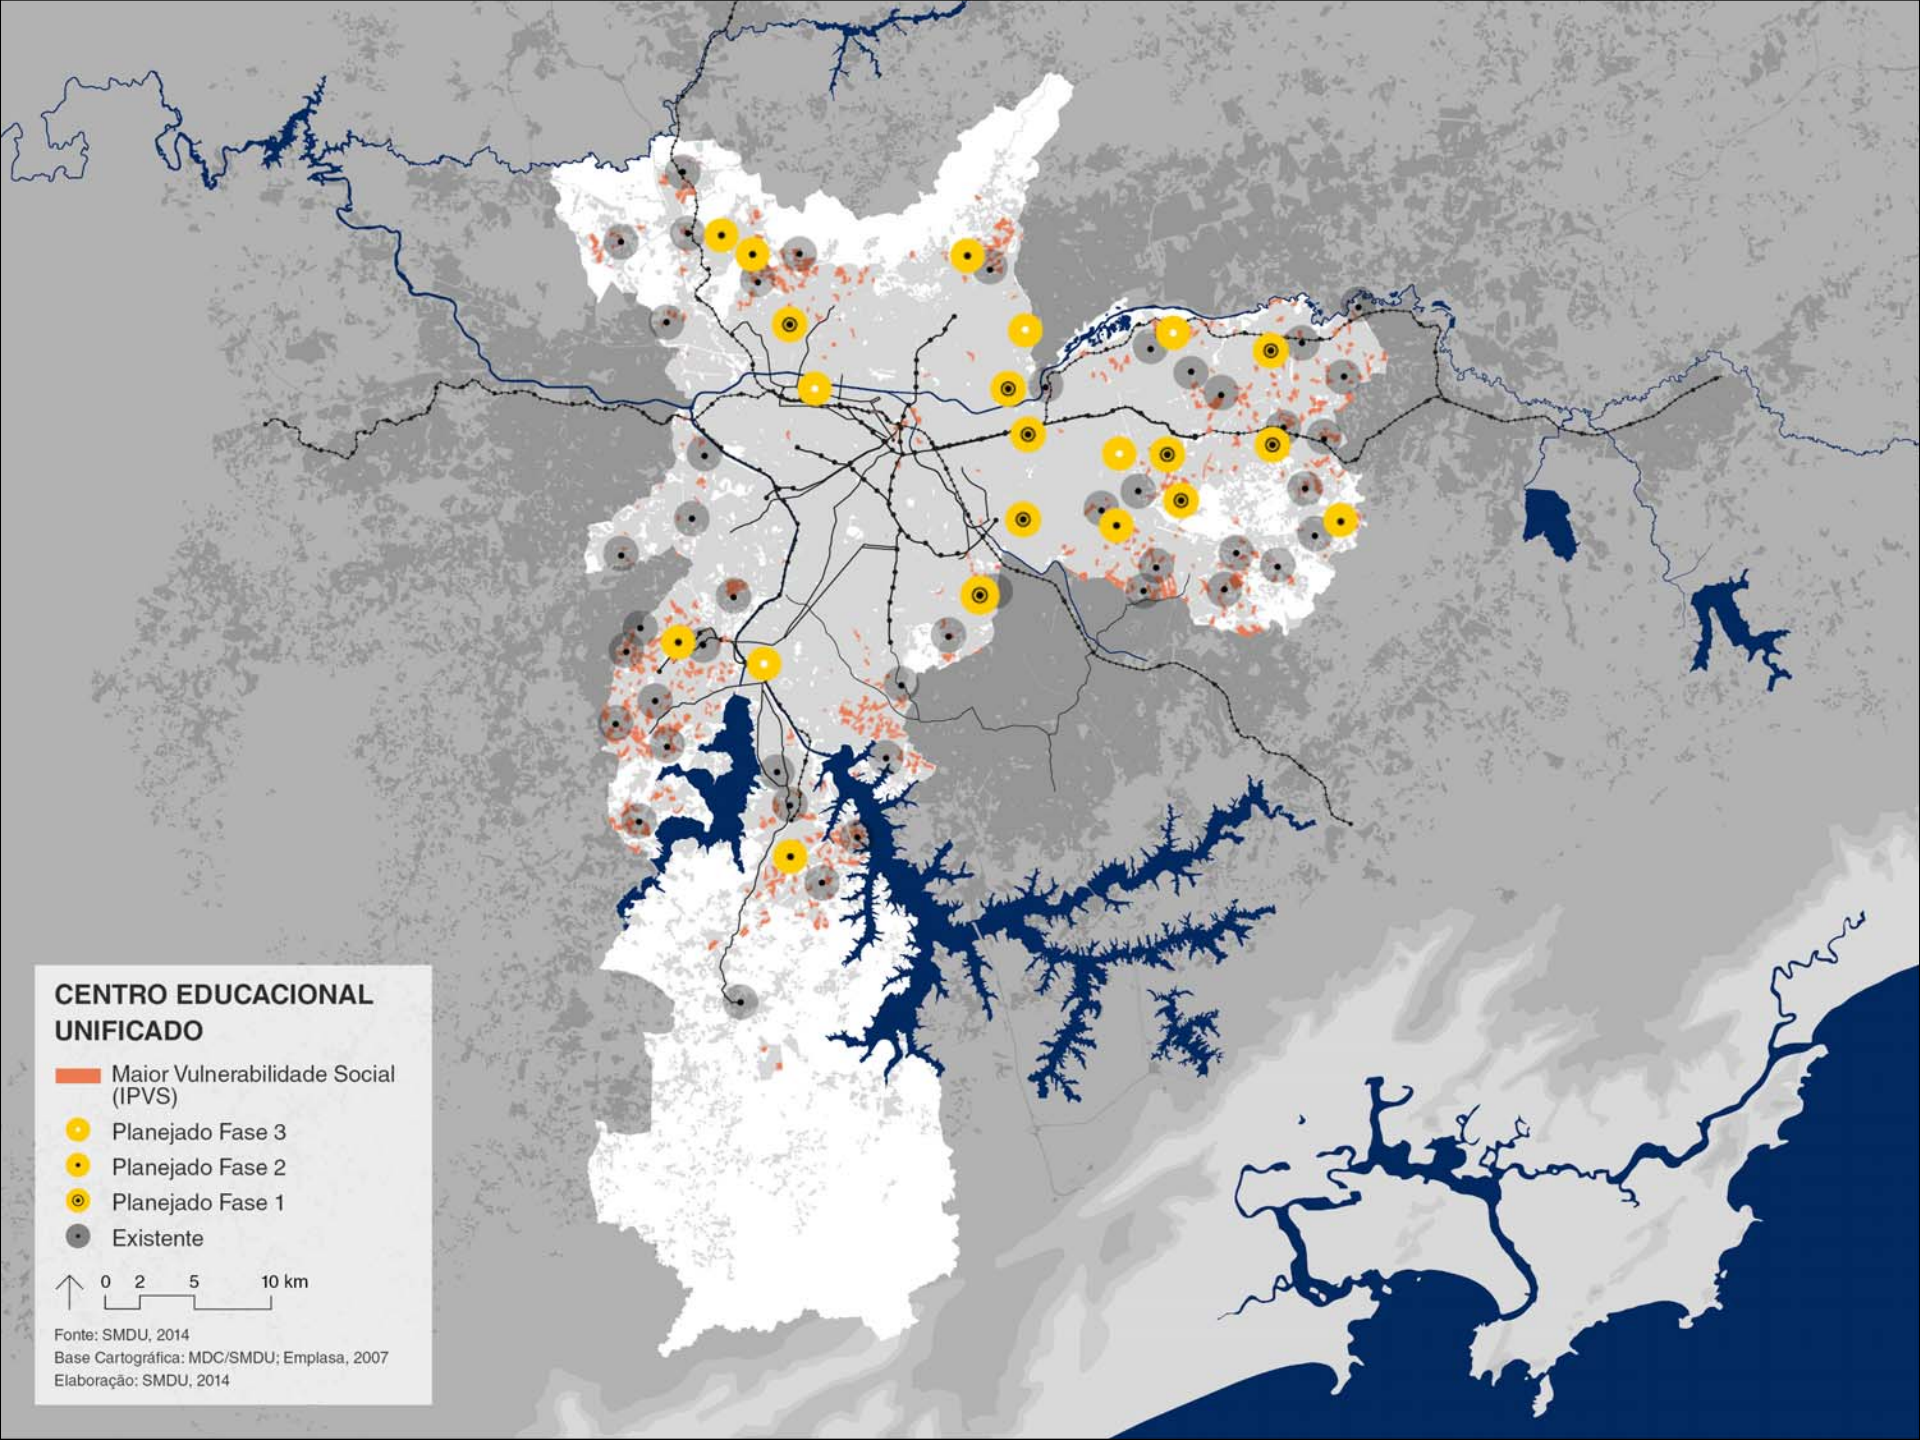 CENTRO EDUCACIONAL
UNIFICADO
Maior Vulnerabilidade Social
(IPVS)
Planejado Fase 3
Planejado Fase 2
Planejado Fase 1
Existente
0 2 5 10 km
Fonte: SMDU, 2014
Base Cartográfica: MDC/SMDU; Emplasa, 2007
Elaboração: SMDU, 2014